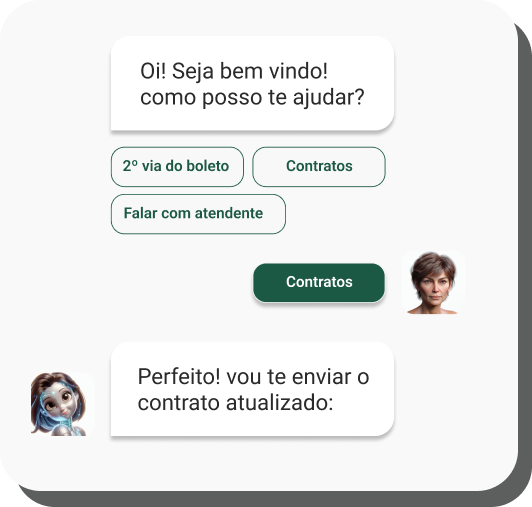 Oi! Seja bem vindo!
como posso te ajudar?
2º via do boleto
Contratos
Falar com atendente
Contratos
Perfeito! vou te enviar o
contrato atualizado: